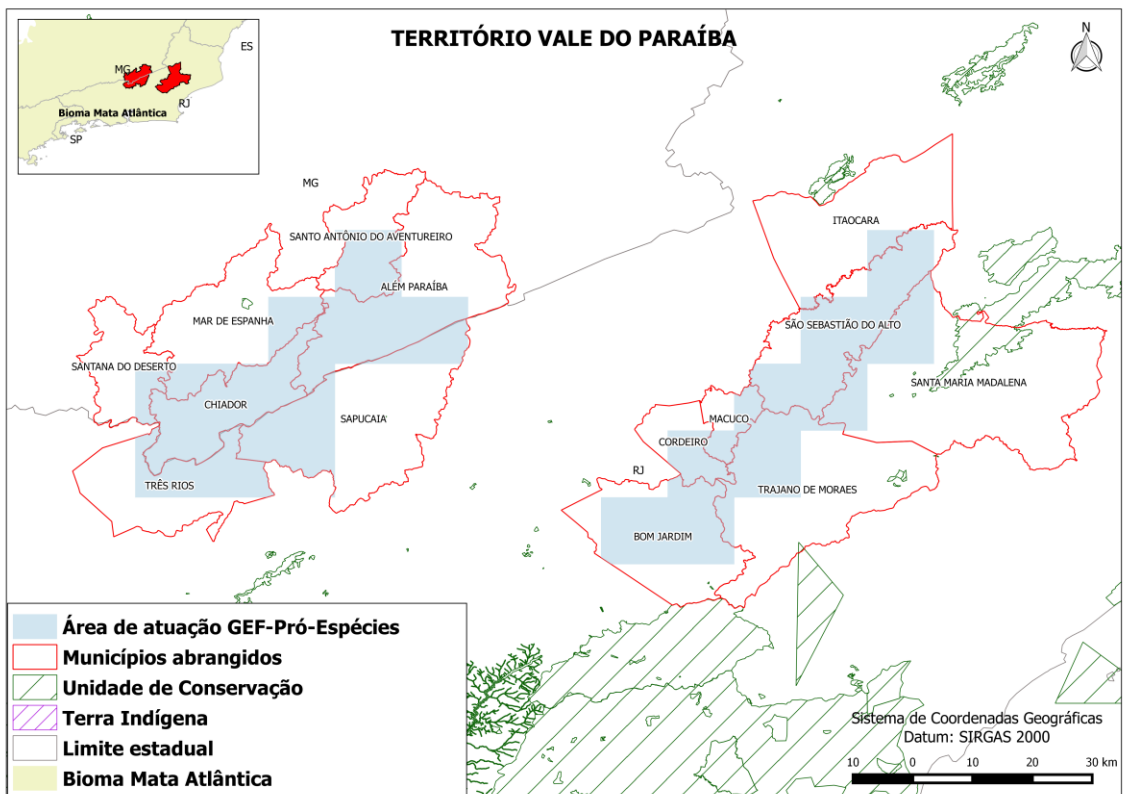 TERRITÓRIO VALE DO PARAÍBA
N
ES
MG
RJ
Bioma Mata Atlântica
SP
MG
ITAOCARA
SANTO ANTÔNIO DO AVENTUREIRO
ALÉM PARAÍBA
MAR DE ESPANHA
SÃO SEBASTIÃO DO ALTO
SANTANA DO DESERTO
SANTA MARIA MADALENA
CHIADOR
SAPUCAIA
MACUCO
CORDEIRO
RJ
TRÊS RIOS
TRAJANO DE MORAES
BOM JARDIM
Área de atuação GEF-Pró-Espécies
Municípios abrangidos
Unidade de Conservação
Terra Indígena
Limite estadual
Bioma Mata Atlântica
Sistema de Coordenadas Geográficas
Datum: SIRGAS 2000
10 0 10 20 30 km